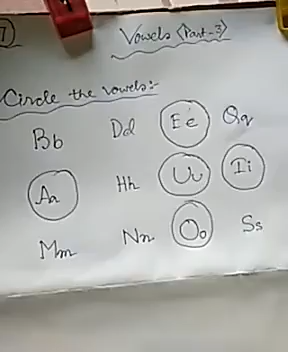 7
Vowels (Part-3)
Circle the vowels:-
Bb Dd Ee Qq
Aa Hh Uu Ii
Mm Nn Oo Ss